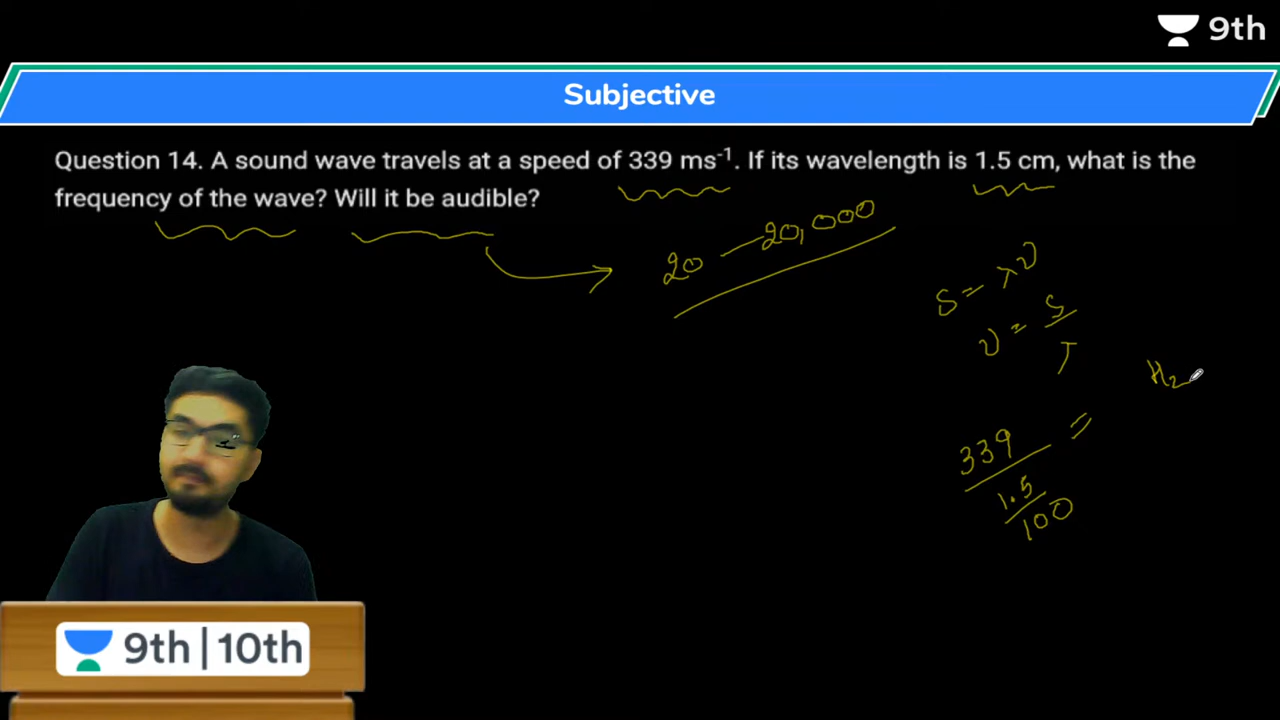 9th
Subjective
Question 14. A sound wave travels at a speed of 339 ms⁻¹. If its wavelength is 1.5 cm, what is the
frequency of the wave? Will it be audible?
20 — 20,000
S = λν
ν = S/λ
Hz
339 / (1.5/100) =
9th | 10th